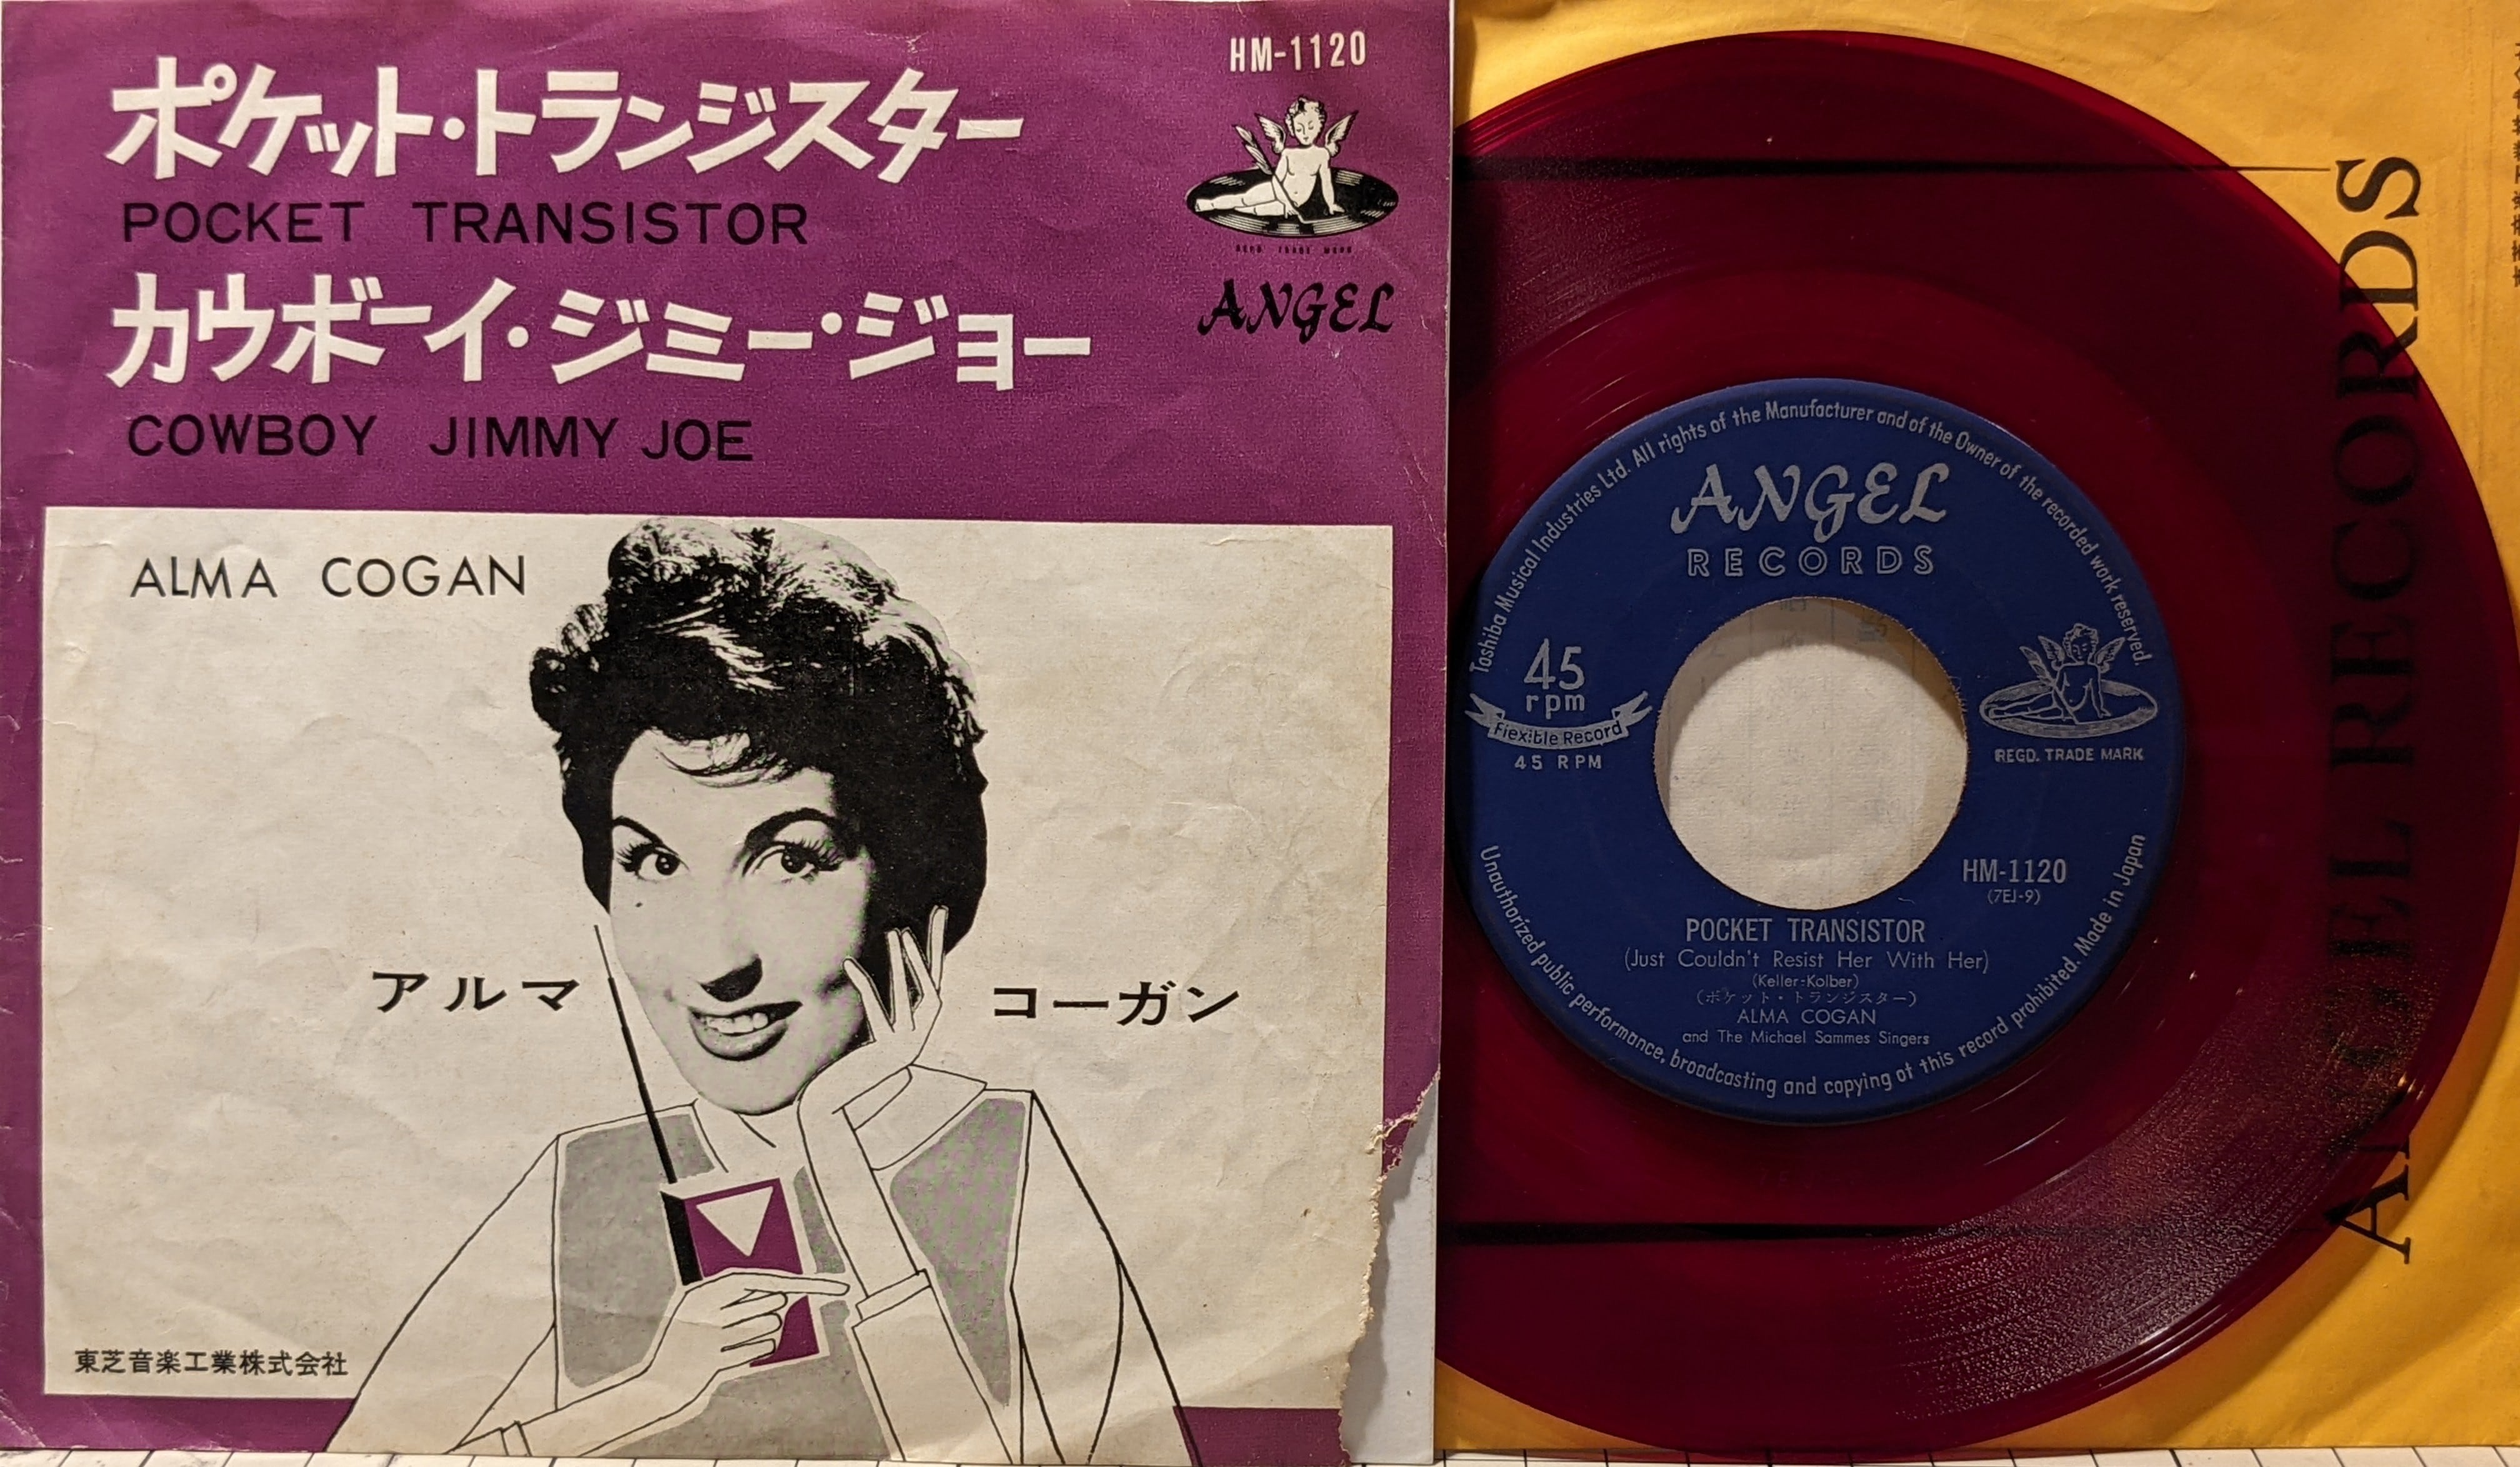 HM-1120
ポケット・トランジスター
POCKET TRANSISTOR
カウボーイ・ジミー・ジョー
COWBOY JIMMY JOE
REGD. TRADE MARK
ANGEL
ALMA COGAN
アルマ コーガン
東芝音楽工業株式会社
Toshiba Musical Industries Ltd. All rights of the Manufacturer and of the Owner of the recorded work reserved.
ANGEL
RECORDS
45
rpm
Flexible Record
45 RPM
REGD. TRADE MARK
HM-1120
(7EJ-9)
POCKET TRANSISTOR
(Just Couldn't Resist Her With Her)
(Keller=Kolber)
(ポケット・トランジスター)
ALMA COGAN
and The Michael Sammes Singers
Unauthorized public performance, broadcasting and copying of this record prohibited. Made in Japan
ANGEL RECORDS